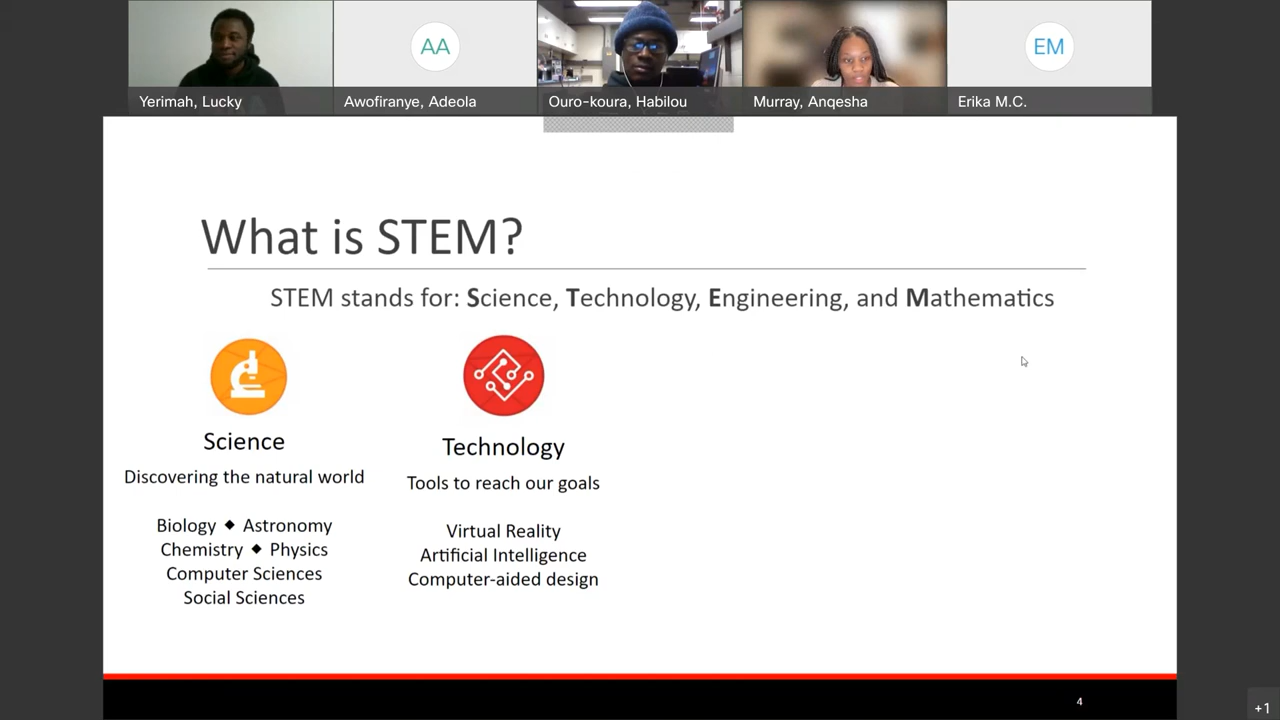 AA
EM
Yerimah, Lucky
Awofiranye, Adeola
Ouro-koura, Habilou
Murray, Anqesha
Erika M.C.
What is STEM?
STEM stands for: Science, Technology, Engineering, and Mathematics
Science
Discovering the natural world
Biology ◆ Astronomy
Chemistry ◆ Physics
Computer Sciences
Social Sciences
Technology
Tools to reach our goals
Virtual Reality
Artificial Intelligence
Computer-aided design
4
+1